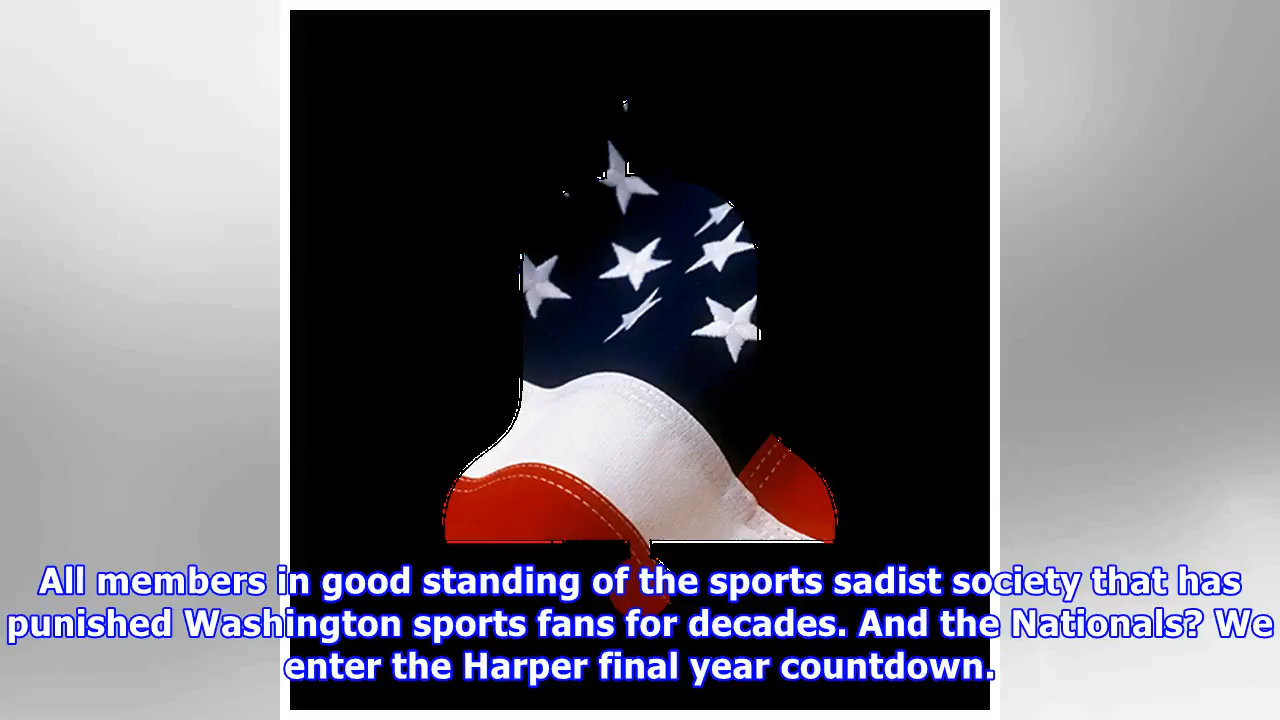 All members in good standing of the sports sadist society that has
punished Washington sports fans for decades. And the Nationals? We
enter the Harper final year countdown.